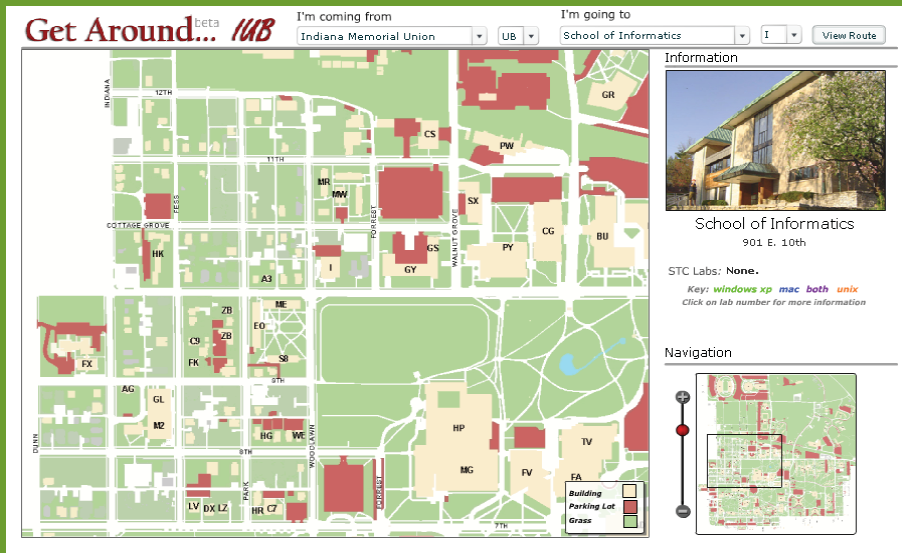 Get Around... beta IUB
I'm coming from
Indiana Memorial Union
UB
I'm going to
School of Informatics
I
View Route
INDIANA
12TH
GR
CS
PW
11TH
MR
MW
SX
FESS
FORREST
WALNUT GROVE
COTTAGE GROVE
CG
BU
HK
GS
PY
I
GY
A3
ME
ZB
EO
ZB
C9
S8
FK
FX
9TH
AG
GL
M2
HP
HG
WE
TV
DUNN
WOODLAWN
8TH
MG
FV
FA
PARK
FORREST
LV
DX
LZ
HR
C7
7TH
Building
Parking Lot
Grass
Information
School of Informatics
901 E. 10th
STC Labs: None.
Key: windows xp mac both unix
Click on lab number for more information
Navigation